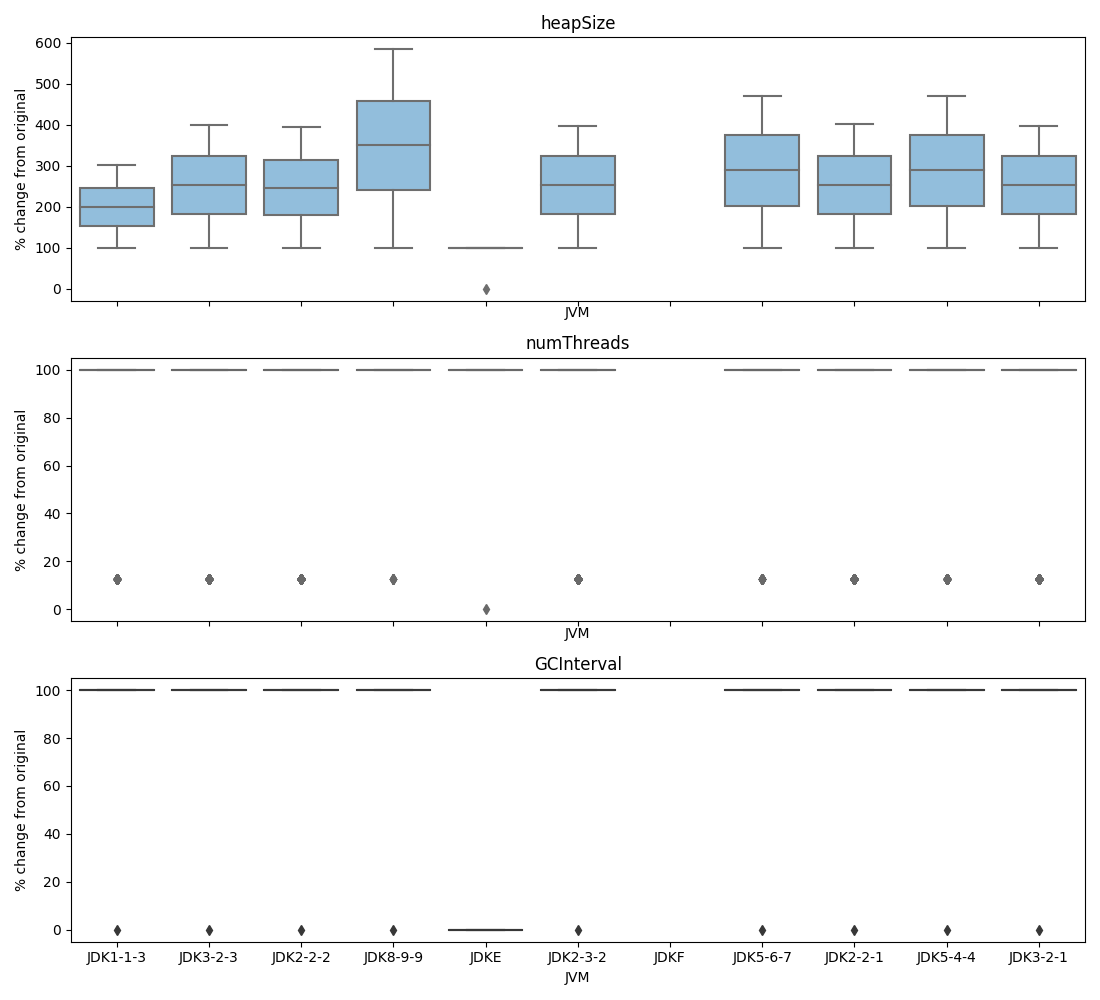 heapSize
% change from original
600
500
400
300
200
100
0
JVM
numThreads
% change from original
100
80
60
40
20
0
JVM
GCInterval
% change from original
100
80
60
40
20
0
JDK1-1-3 JDK3-2-3 JDK2-2-2 JDK8-9-9 JDKE JDK2-3-2 JDKF JDK5-6-7 JDK2-2-1 JDK5-4-4 JDK3-2-1
JVM